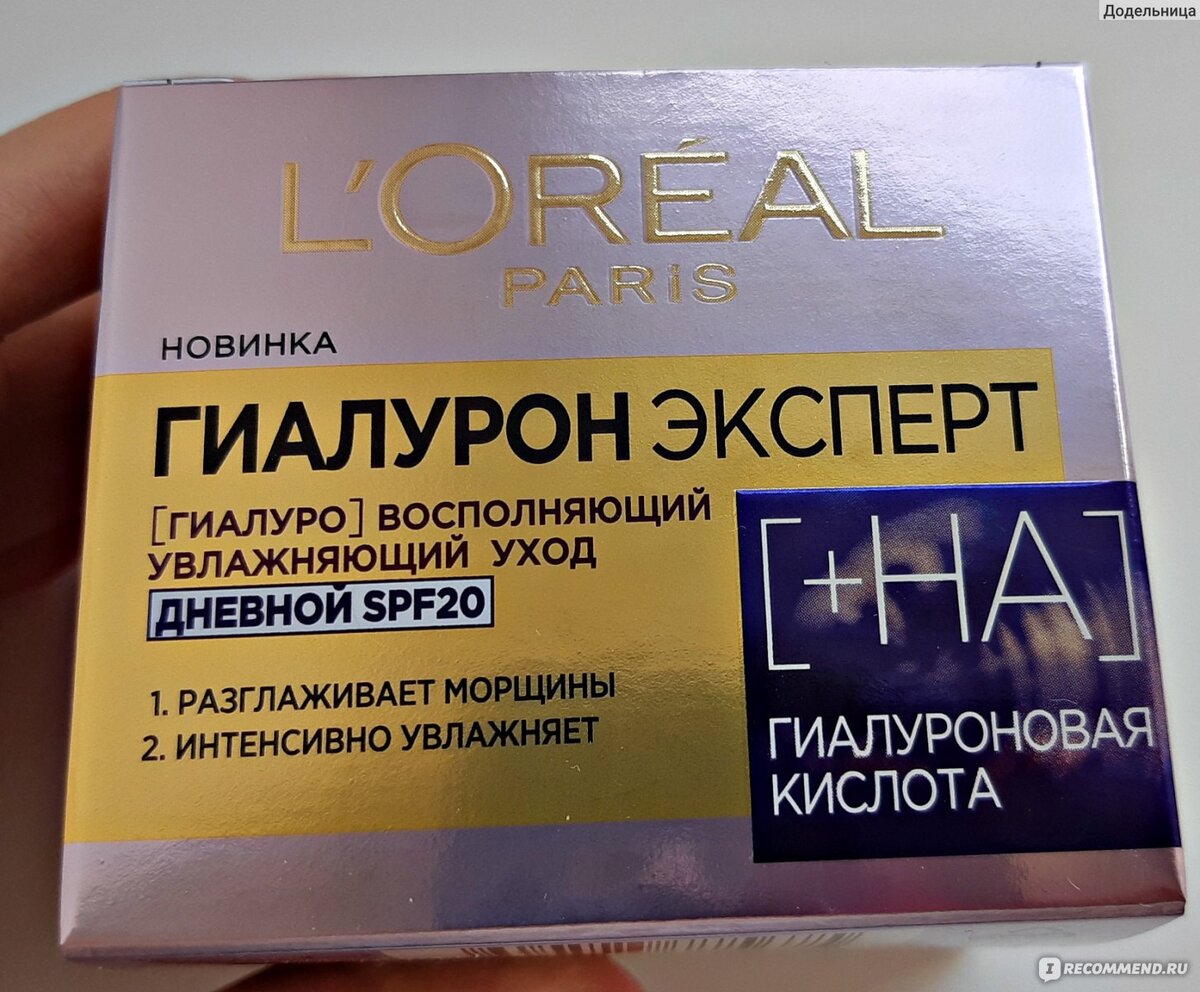 Додельница
L'ORÉAL
PARiS
НОВИНКА
ГИАЛУРОН ЭКСПЕРТ
[ГИАЛУРО] ВОСПОЛНЯЮЩИЙ
УВЛАЖНЯЮЩИЙ УХОД
ДНЕВНОЙ SPF20
1. РАЗГЛАЖИВАЕТ МОРЩИНЫ
2. ИНТЕНСИВНО УВЛАЖНЯЕТ
[+HA]
ГИАЛУРОНОВАЯ
КИСЛОТА
IRECOMMEND.RU